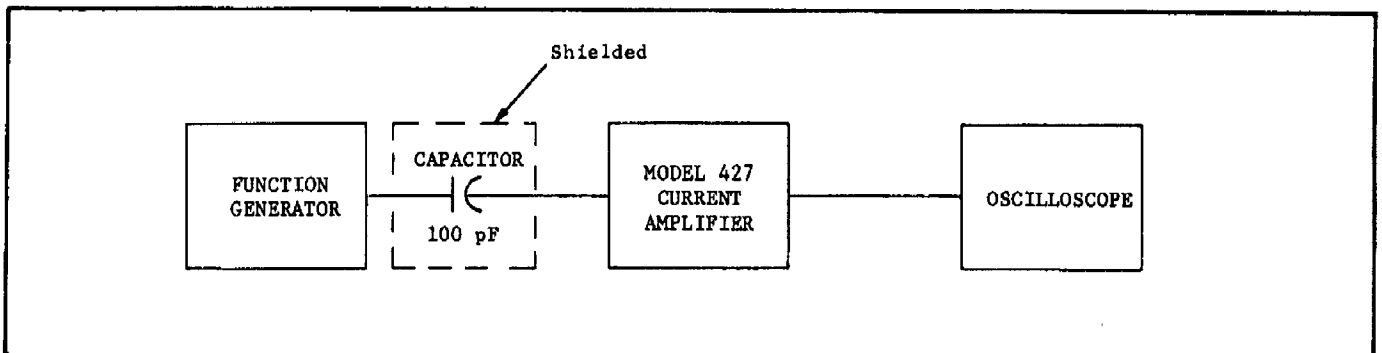 Shielded
FUNCTION
GENERATOR
CAPACITOR
100 pF
MODEL 427
CURRENT
AMPLIFIER
OSCILLOSCOPE